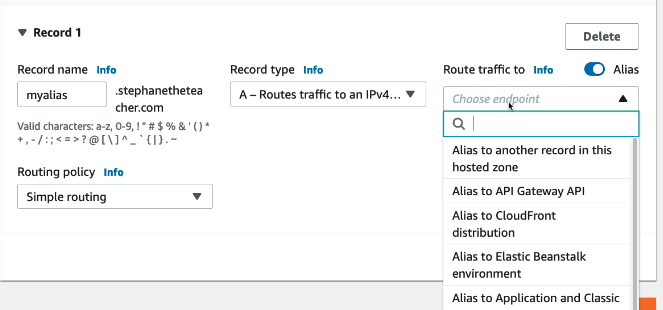 Record 1
Delete
Record name Info
Record type Info
Route traffic to Info Alias
myalias
.stephanethetea
cher.com
A – Routes traffic to an IPv4...
Choose endpoint
Valid characters: a-z, 0-9, ! " # $ % & ' ( ) *
+ , - / : ; < = > ? @ [ \ ] ^ _ ` { | } . ~
Routing policy Info
Simple routing
Alias to another record in this
hosted zone
Alias to API Gateway API
Alias to CloudFront
distribution
Alias to Elastic Beanstalk
environment
Alias to Application and Classic